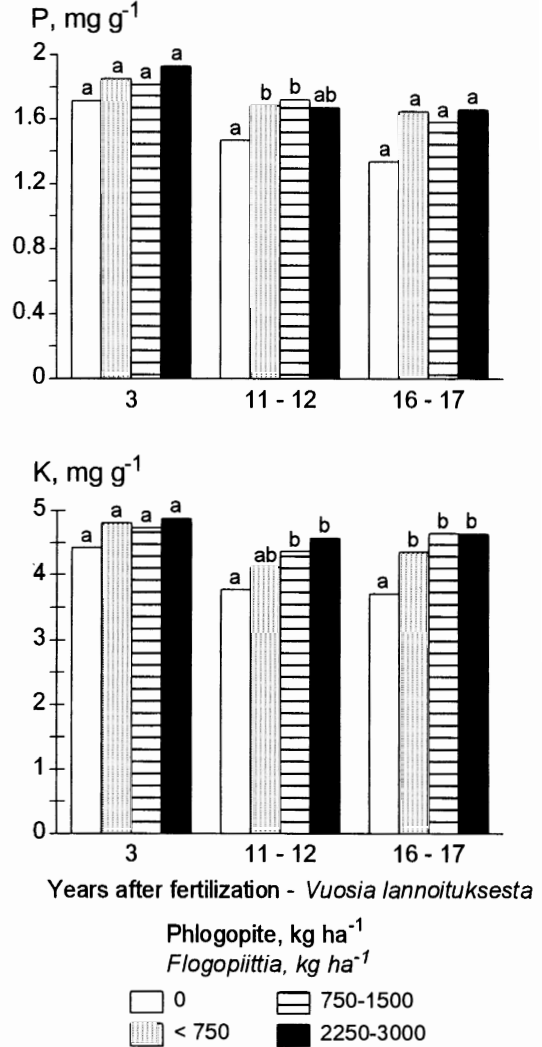 P, mg g⁻¹
2
a a a a
1.6
b b ab
a
a a a
a
1.2
0.8
0.4
0
3 11 - 12 16 - 17
K, mg g⁻¹
5
a a a a
4
a ab b b
a b b b
3
2
1
0
3 11 - 12 16 - 17
Years after fertilization - Vuosia lannoituksesta
Phlogopite, kg ha⁻¹
Flogopiittia, kg ha⁻¹
0 750-1500
< 750 2250-3000